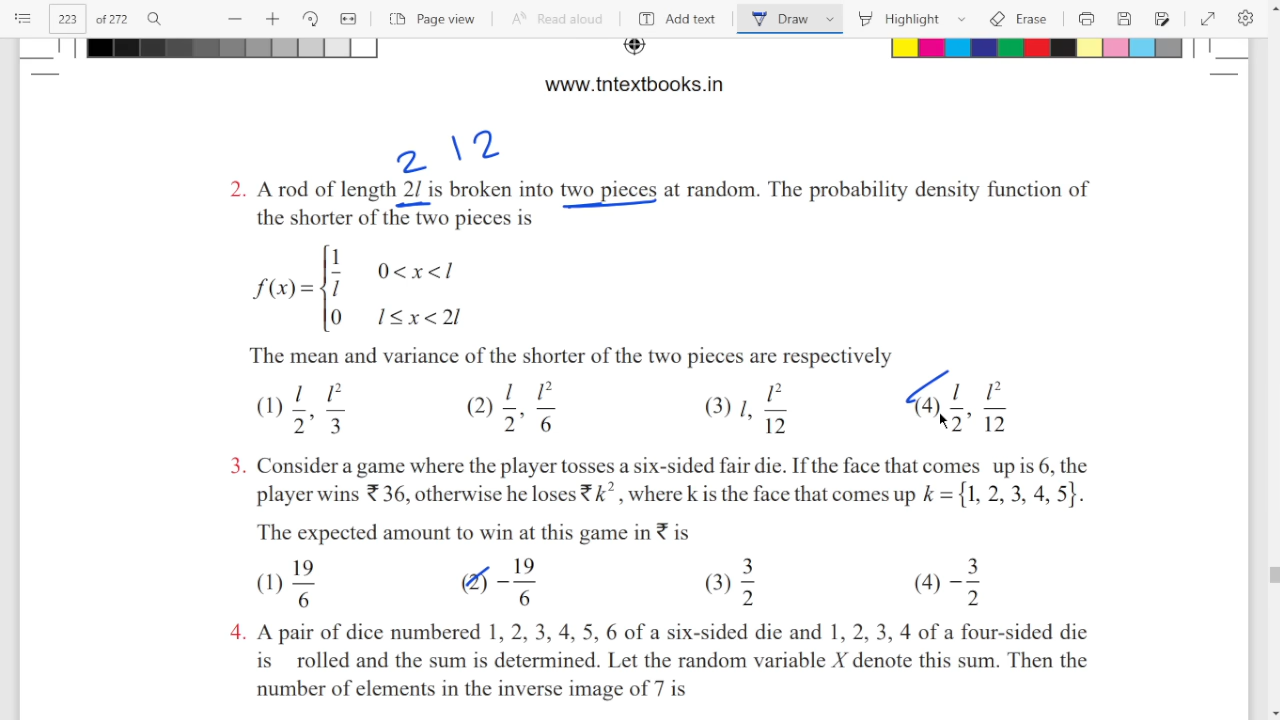 223 of 272 Page view Read aloud Add text Draw Highlight Erase
www.tntextbooks.in
2 12
2. A rod of length 2l is broken into two pieces at random. The probability density function of
the shorter of the two pieces is
f(x) = { 1/l 0 < x < l
0 l ≤ x < 2l
The mean and variance of the shorter of the two pieces are respectively
(1) l/2, l²/3 (2) l/2, l²/6 (3) l, l²/12 (4) l/2, l²/12
3. Consider a game where the player tosses a six-sided fair die. If the face that comes up is 6, the
player wins ₹36, otherwise he loses ₹k², where k is the face that comes up k = {1, 2, 3, 4, 5}.
The expected amount to win at this game in ₹ is
(1) 19/6 (2) −19/6 (3) 3/2 (4) −3/2
4. A pair of dice numbered 1, 2, 3, 4, 5, 6 of a six-sided die and 1, 2, 3, 4 of a four-sided die
is rolled and the sum is determined. Let the random variable X denote this sum. Then the
number of elements in the inverse image of 7 is